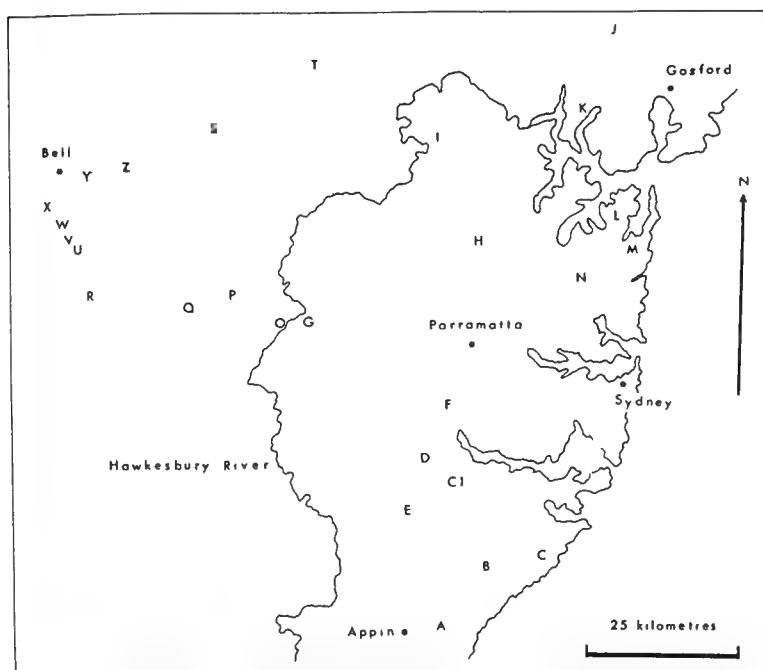 J
T
Gosford
K
S
I
Bell
Y
Z
N
X
W
V
U
L
M
H
R
Q
P
N
O
G
Parramatta
F
Sydney
D
Hawkesbury River
C1
E
B
C
Appin
A
25 kilometres